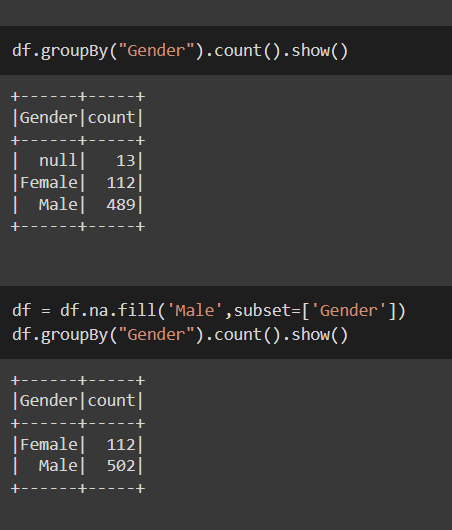 df.groupBy("Gender").count().show()
+------+-----+
|Gender|count|
+------+-----+
|  null|   13|
|Female|  112|
|  Male|  489|
+------+-----+
df = df.na.fill('Male',subset=['Gender'])
df.groupBy("Gender").count().show()
+------+-----+
|Gender|count|
+------+-----+
|Female|  112|
|  Male|  502|
+------+-----+